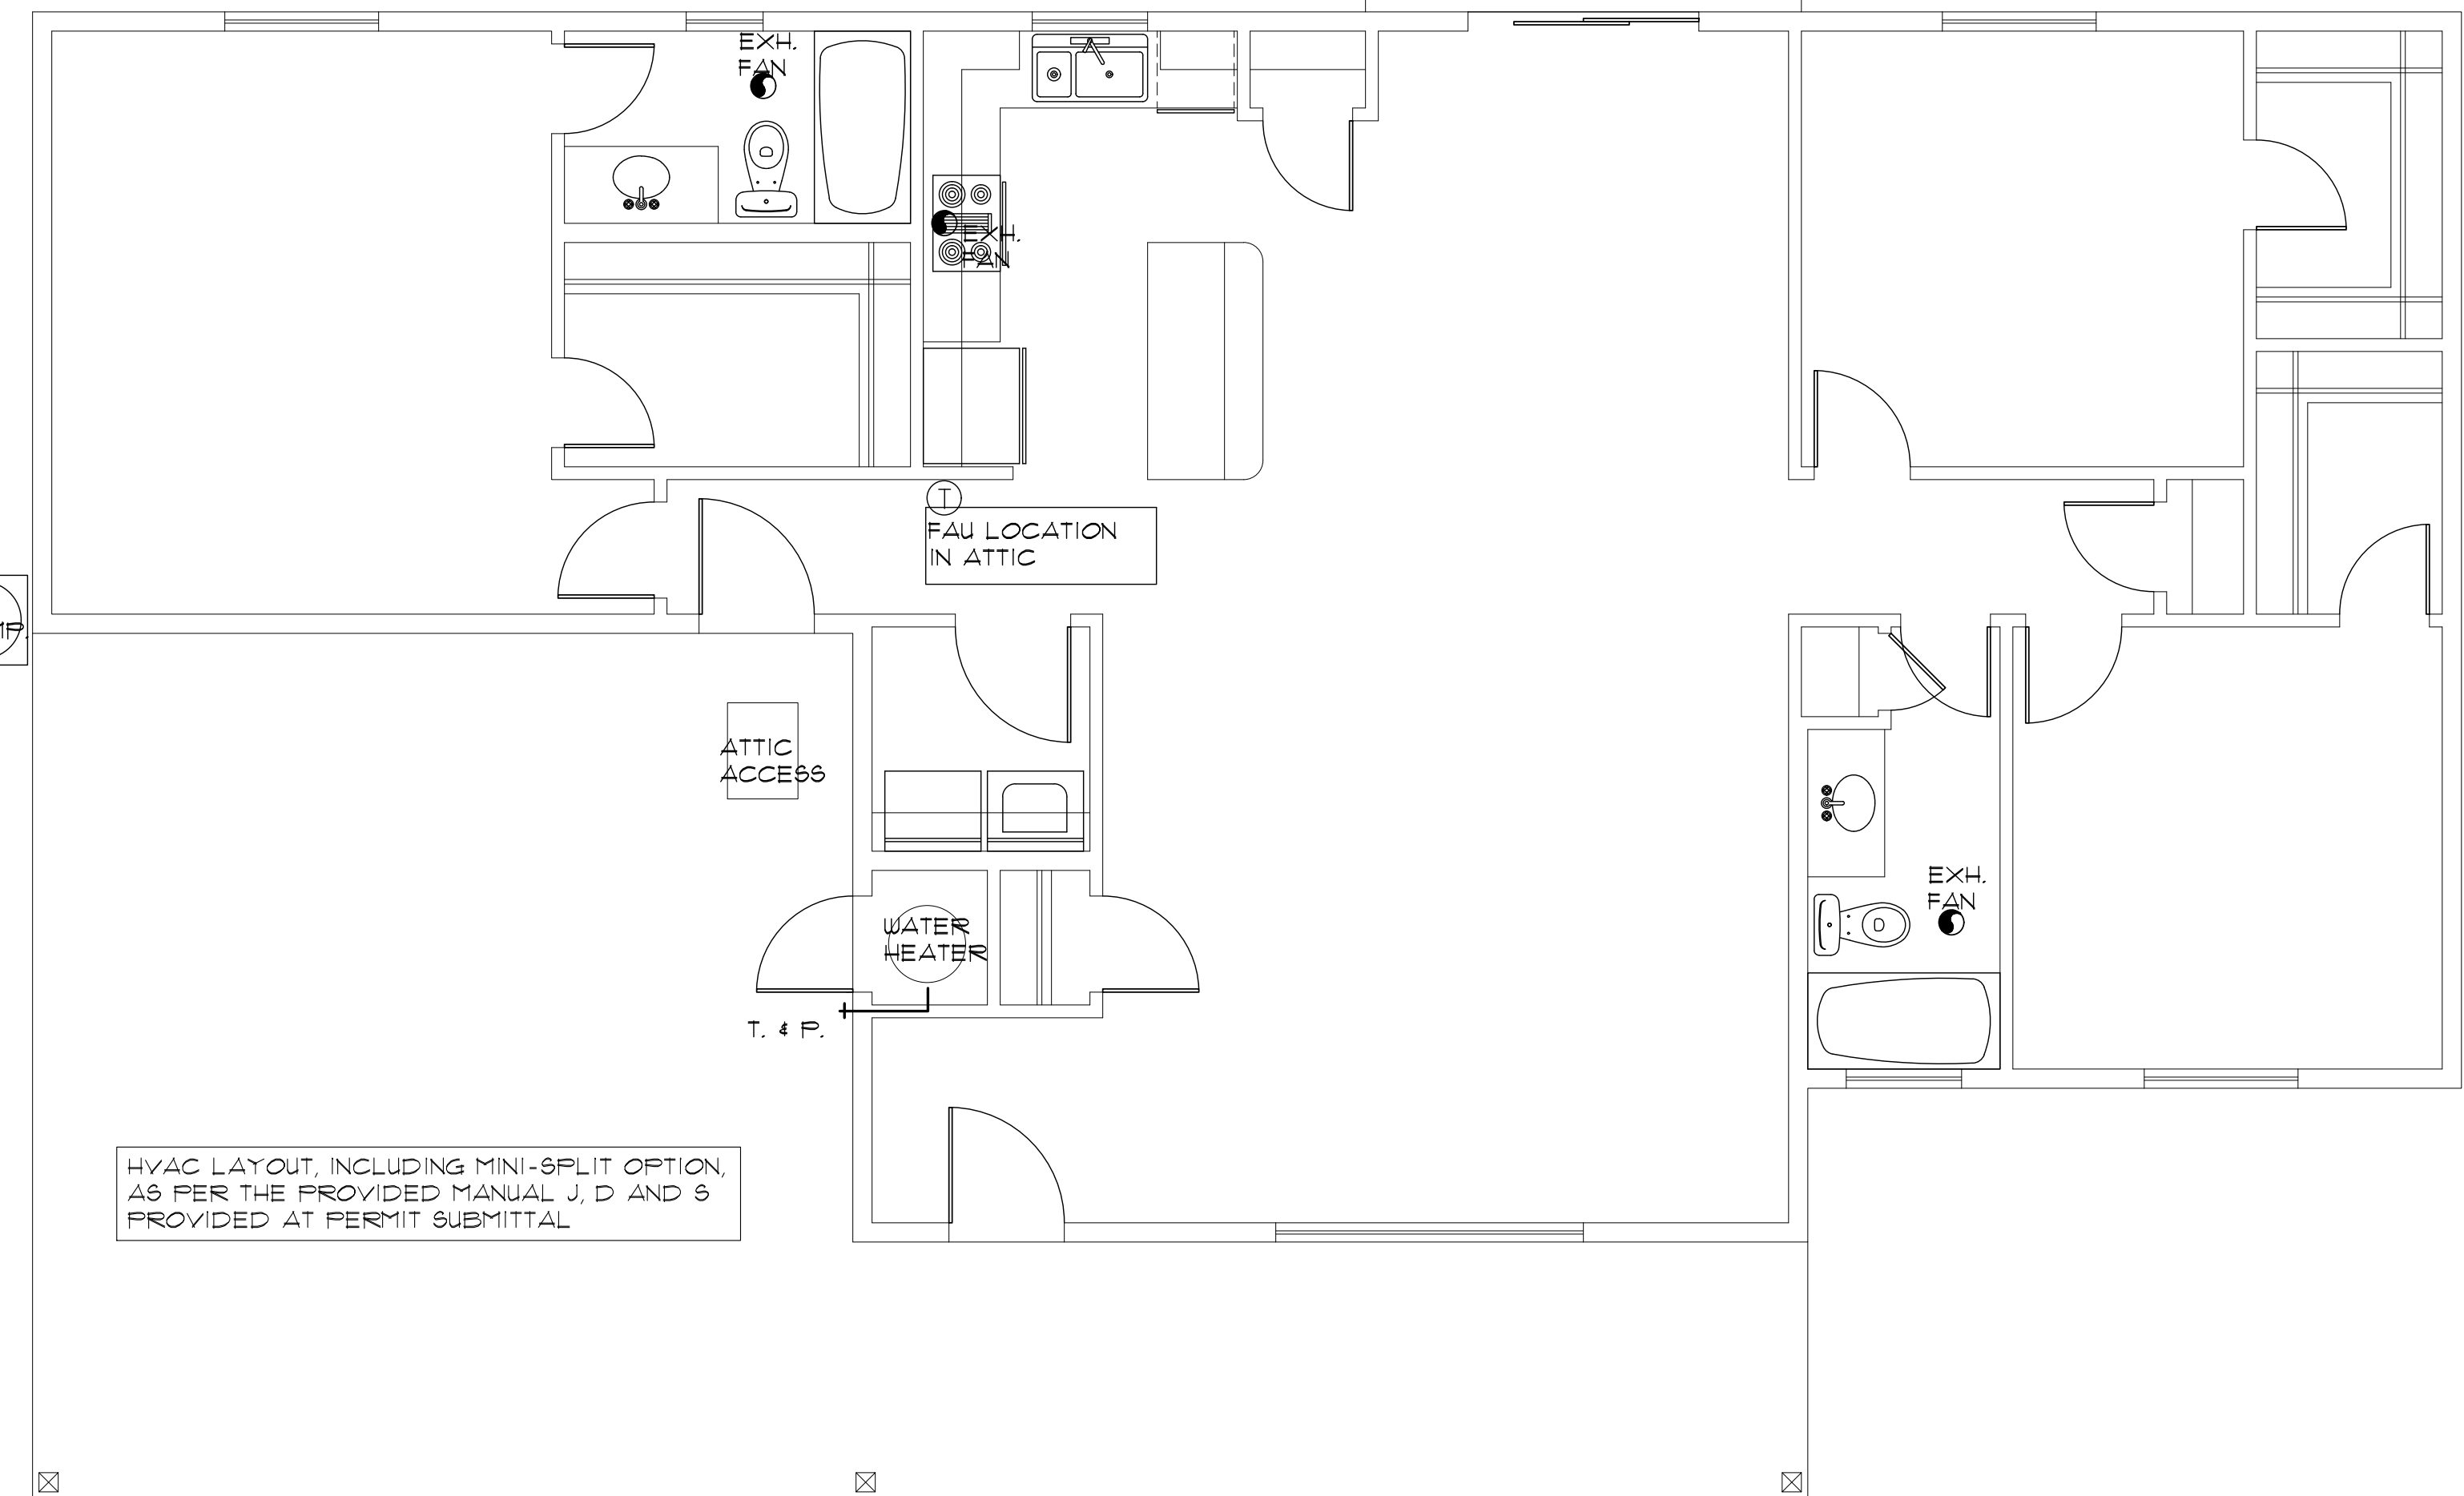 EXH.
FAN
EXH.
FAN
T
FAU LOCATION
IN ATTIC
ATTIC
ACCESS
EXH.
FAN
WATER
HEATER
T. & P.
HVAC LAYOUT, INCLUDING MINI-SPLIT OPTION,
AS PER THE PROVIDED MANUAL J, D AND S
PROVIDED AT PERMIT SUBMITTAL